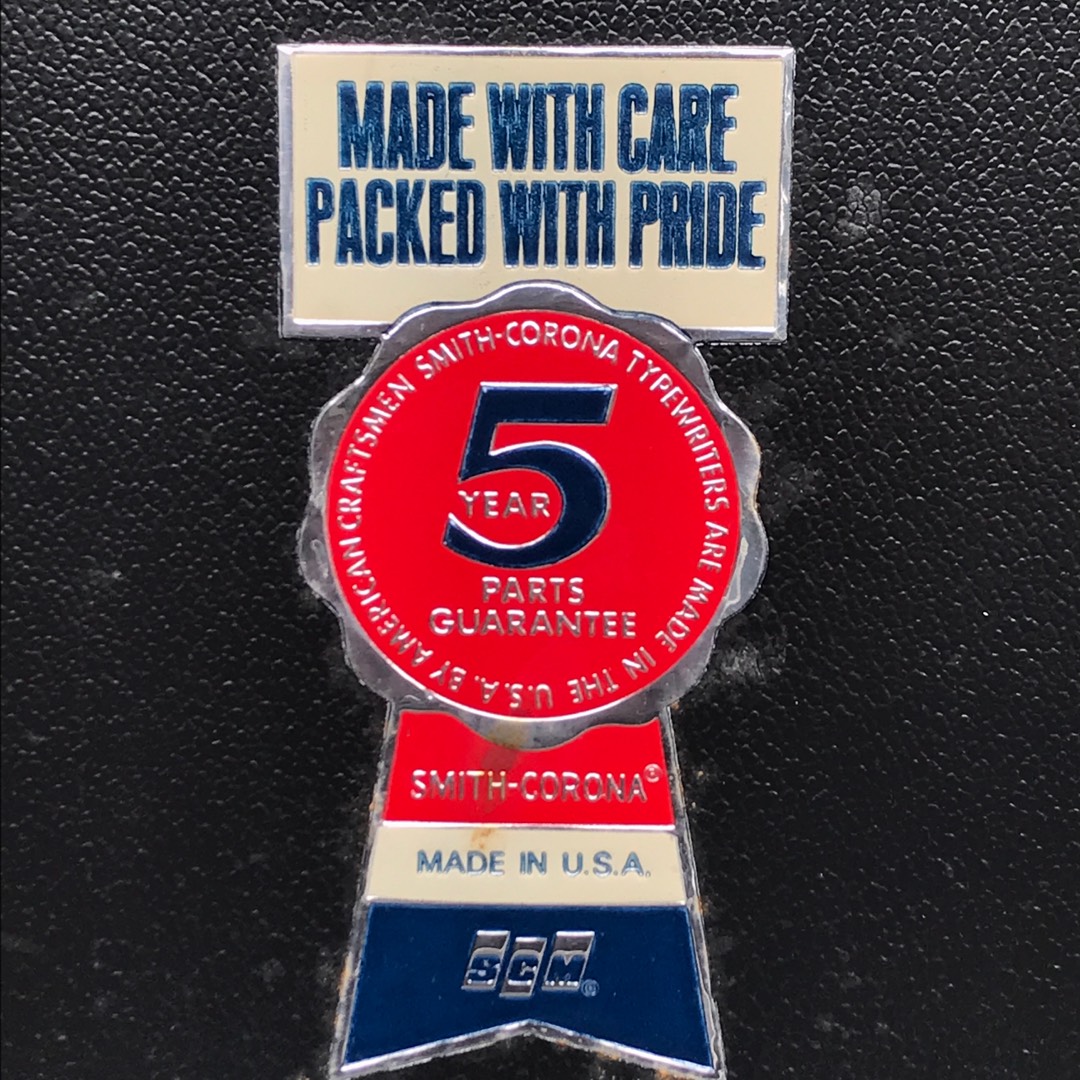 MADE WITH CARE
PACKED WITH PRIDE
SMITH-CORONA TYPEWRITERS ARE MADE IN THE U.S.A. BY AMERICAN CRAFTSMEN
5
YEAR
PARTS
GUARANTEE
SMITH-CORONA®
MADE IN U.S.A.
SCM®